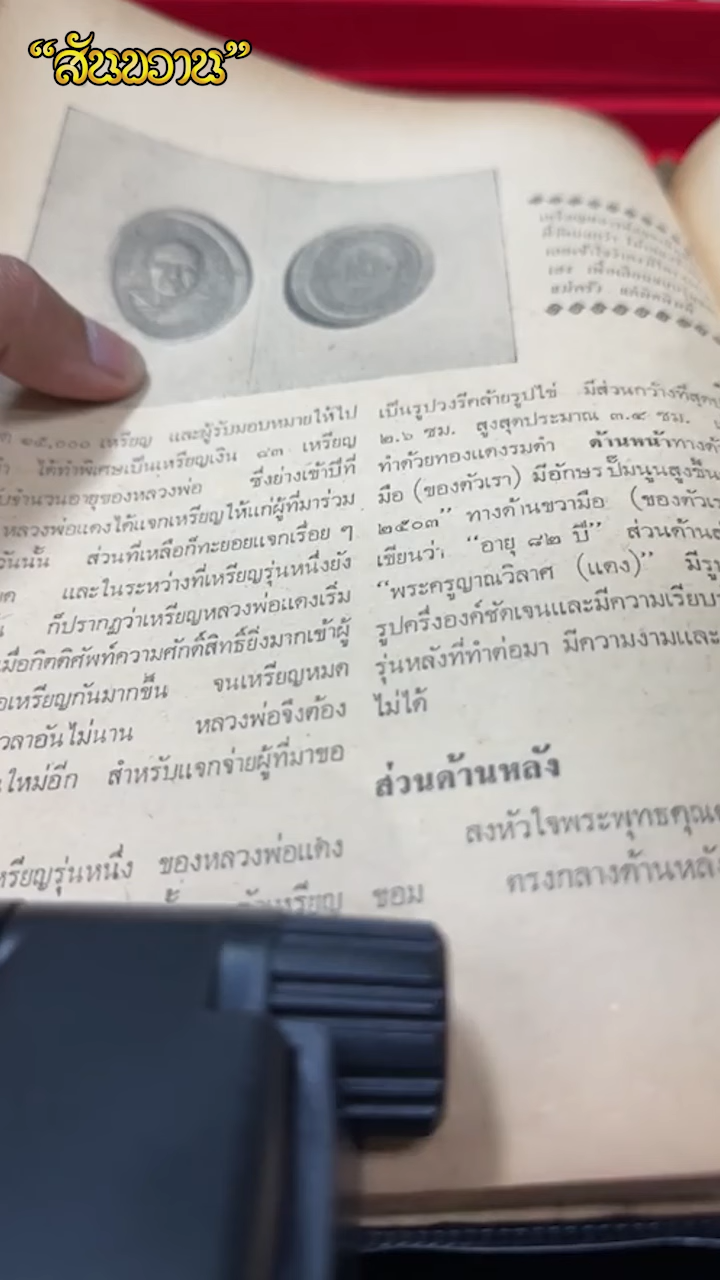 “สันขวาน”
๑๕,๐๐๐ เหรียญ และผู้รับมอบหมายให้ไป
ได้ทำพิเศษเป็นเหรียญเงิน ๘๓ เหรียญ
จำนวนอายุของหลวงพ่อ ซึ่งย่างเข้าปีที่
หลวงพ่อแดงได้แจกเหรียญให้แก่ผู้ที่มาร่วม
วันนั้น ส่วนที่เหลือก็ทะยอยแจกเรื่อย ๆ
และในระหว่างที่เหรียญรุ่นหนึ่งยัง
ก็ปรากฏว่าเหรียญหลวงพ่อแดงเริ่ม
เมื่อกิตติศัพท์ความศักดิ์สิทธิ์ยิ่งมากเข้าผู้
เหรียญกันมากขึ้น จนเหรียญหมด
เวลาอันไม่นาน หลวงพ่อจึงต้อง
ใหม่อีก สำหรับแจกจ่ายผู้ที่มาขอ
เหรียญรุ่นหนึ่ง ของหลวงพ่อแดง
เป็นรูปวงรีคล้ายรูปไข่ มีส่วนกว้างที่สุด
๒.๖ ซม. สูงสุดประมาณ ๓.๔ ซม.
ทำด้วยทองแดงรมดำ ด้านหน้าทางด้าน
มือ (ของตัวเรา) มีอักษรปั๊มนูนสูงขึ้น
๒๕๐๓” ทางด้านขวามือ (ของตัวเรา
เขียนว่า “อายุ ๘๒ ปี” ส่วนด้าน
“พระครูญาณวิลาศ (แดง)” มีรูป
รูปครึ่งองค์ชัดเจนและมีความเรียบ
รุ่นหลังที่ทำต่อมา มีความงามและ
ไม่ได้
ส่วนด้านหลัง
ลงหัวใจพระพุทธคุณ
ขอม ตรงกลางด้านหลัง